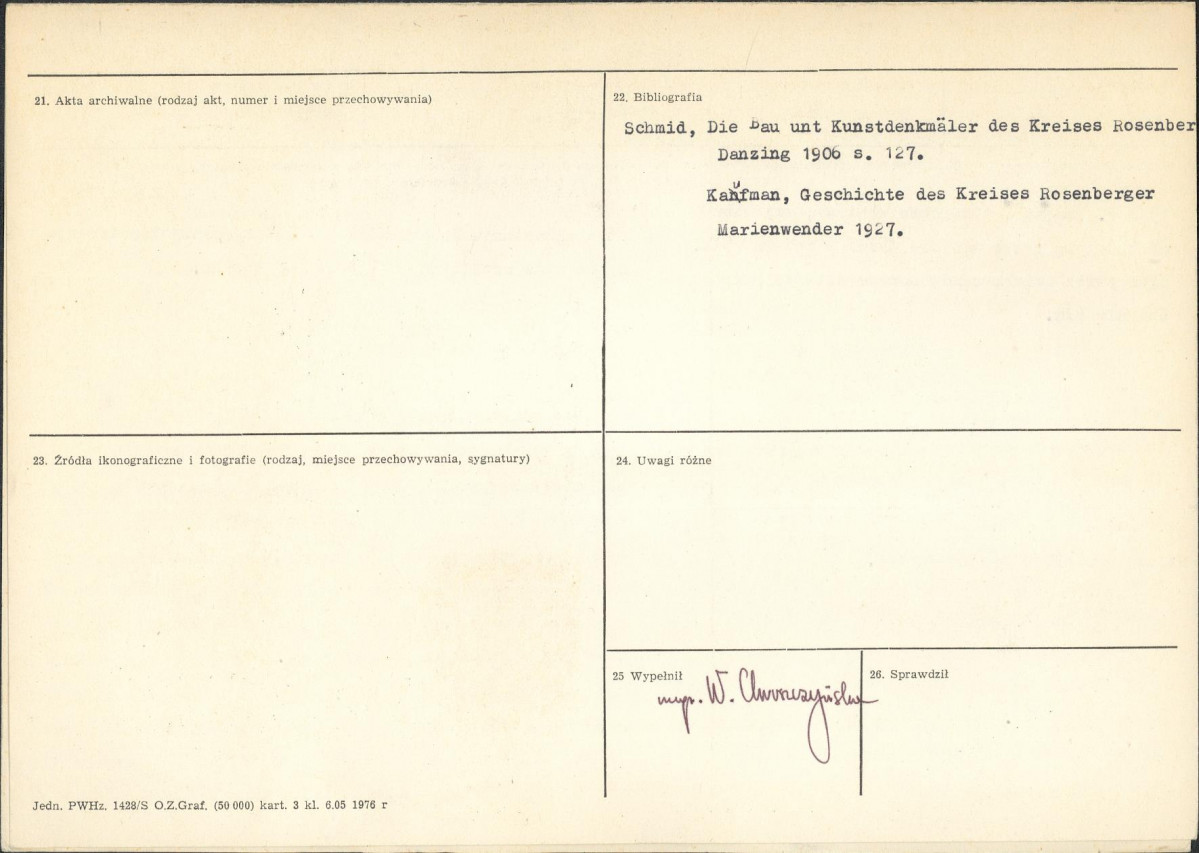 21. Akta archiwalne (rodzaj akt, numer i miejsce przechowywania)
22. Bibliografia
Schmid, Die Bau unt Kunstdenkmäler des Kreises Rosenber
Danzing 1906 s. 127.
Kaufman, Geschichte des Kreises Rosenberger
Marienwender 1927.
23. Źródła ikonograficzne i fotografie (rodzaj, miejsce przechowywania, sygnatury)
24. Uwagi różne
25 Wypełnił
mgr. W.
26. Sprawdził
Jedn. PWHz. 1428/S O.Z.Graf. (50 000) kart. 3 kl. 6.05 1976 r